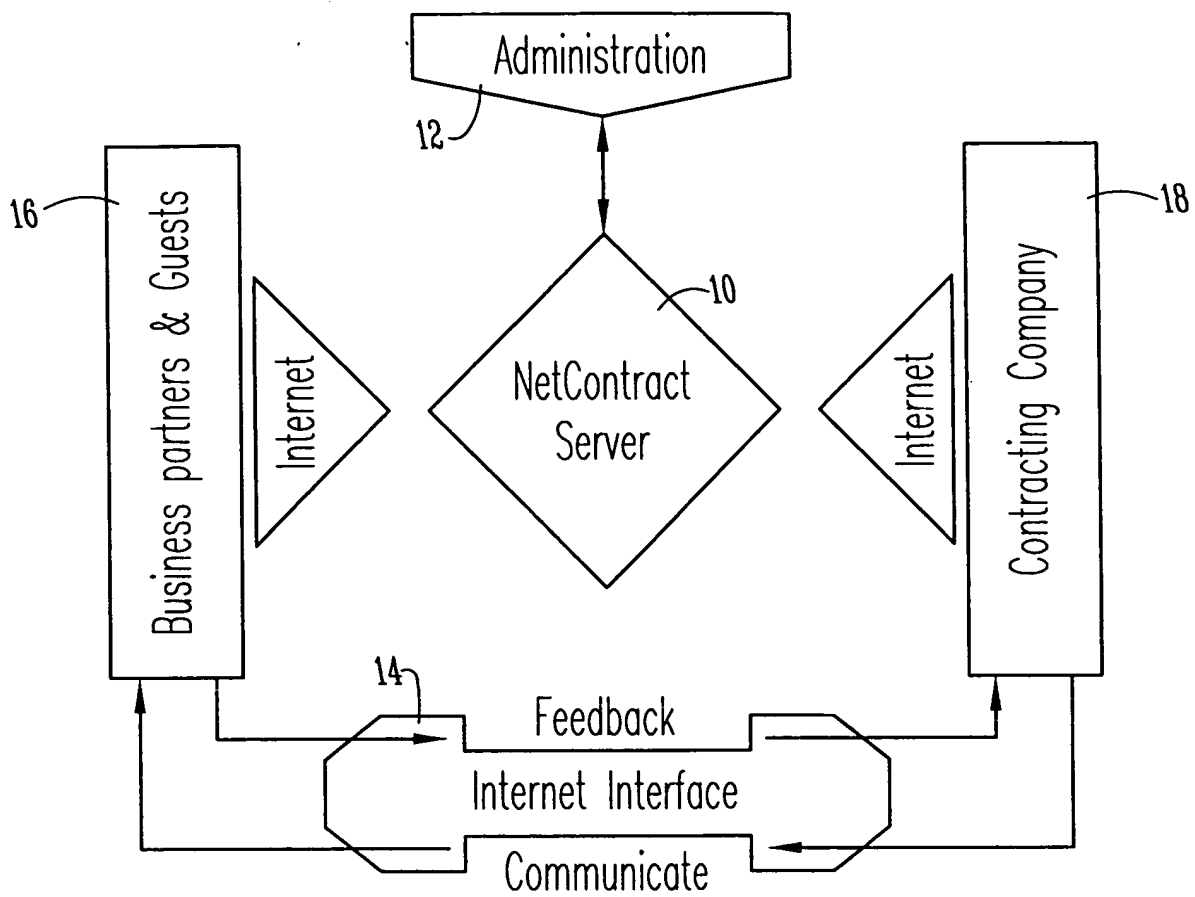 Administration
12
16
18
Business partners & Guests
Internet
10
NetContract
Server
Internet
Contracting Company
14
Feedback
Internet Interface
Communicate